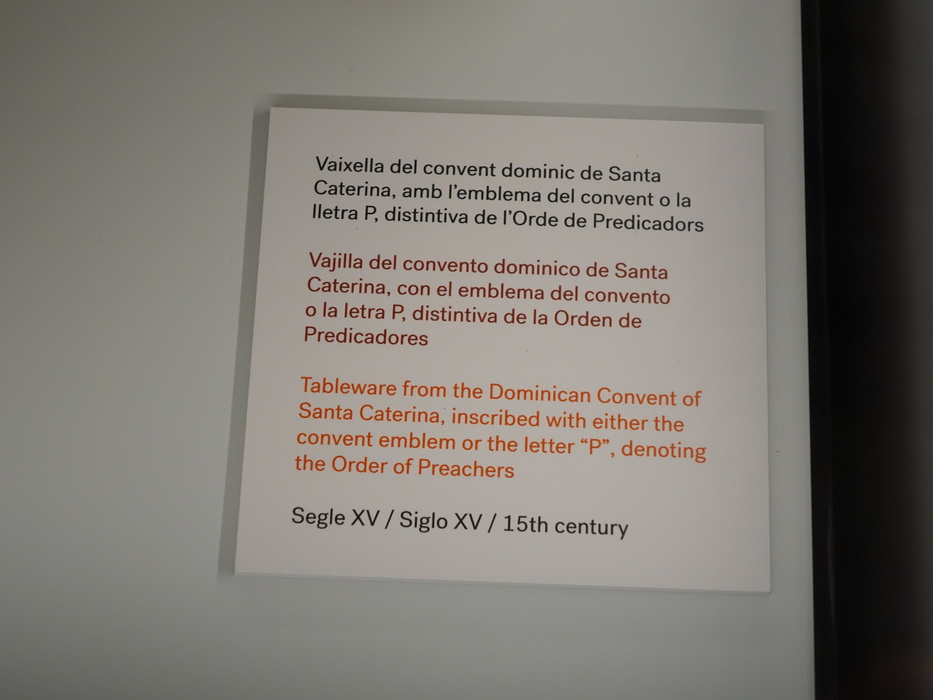 Vaixella del convent dominic de Santa
Caterina, amb l’emblema del convent o la
lletra P, distintiva de l’Orde de Predicadors
Vajilla del convento dominico de Santa
Caterina, con el emblema del convento
o la letra P, distintiva de la Orden de
Predicadores
Tableware from the Dominican Convent of
Santa Caterina, inscribed with either the
convent emblem or the letter “P”, denoting
the Order of Preachers
Segle XV / Siglo XV / 15th century